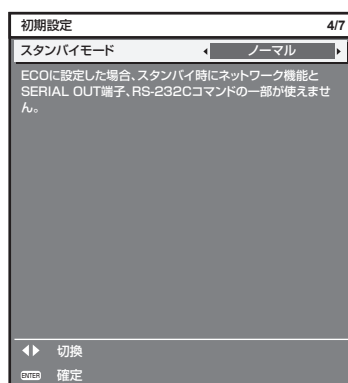 初期設定 4/7
スタンバイモード ノーマル
ECOに設定した場合、スタンバイ時にネットワーク機能と
SERIAL OUT端子、RS-232Cコマンドの一部が使えませ
ん。
切換
ENTER 確定